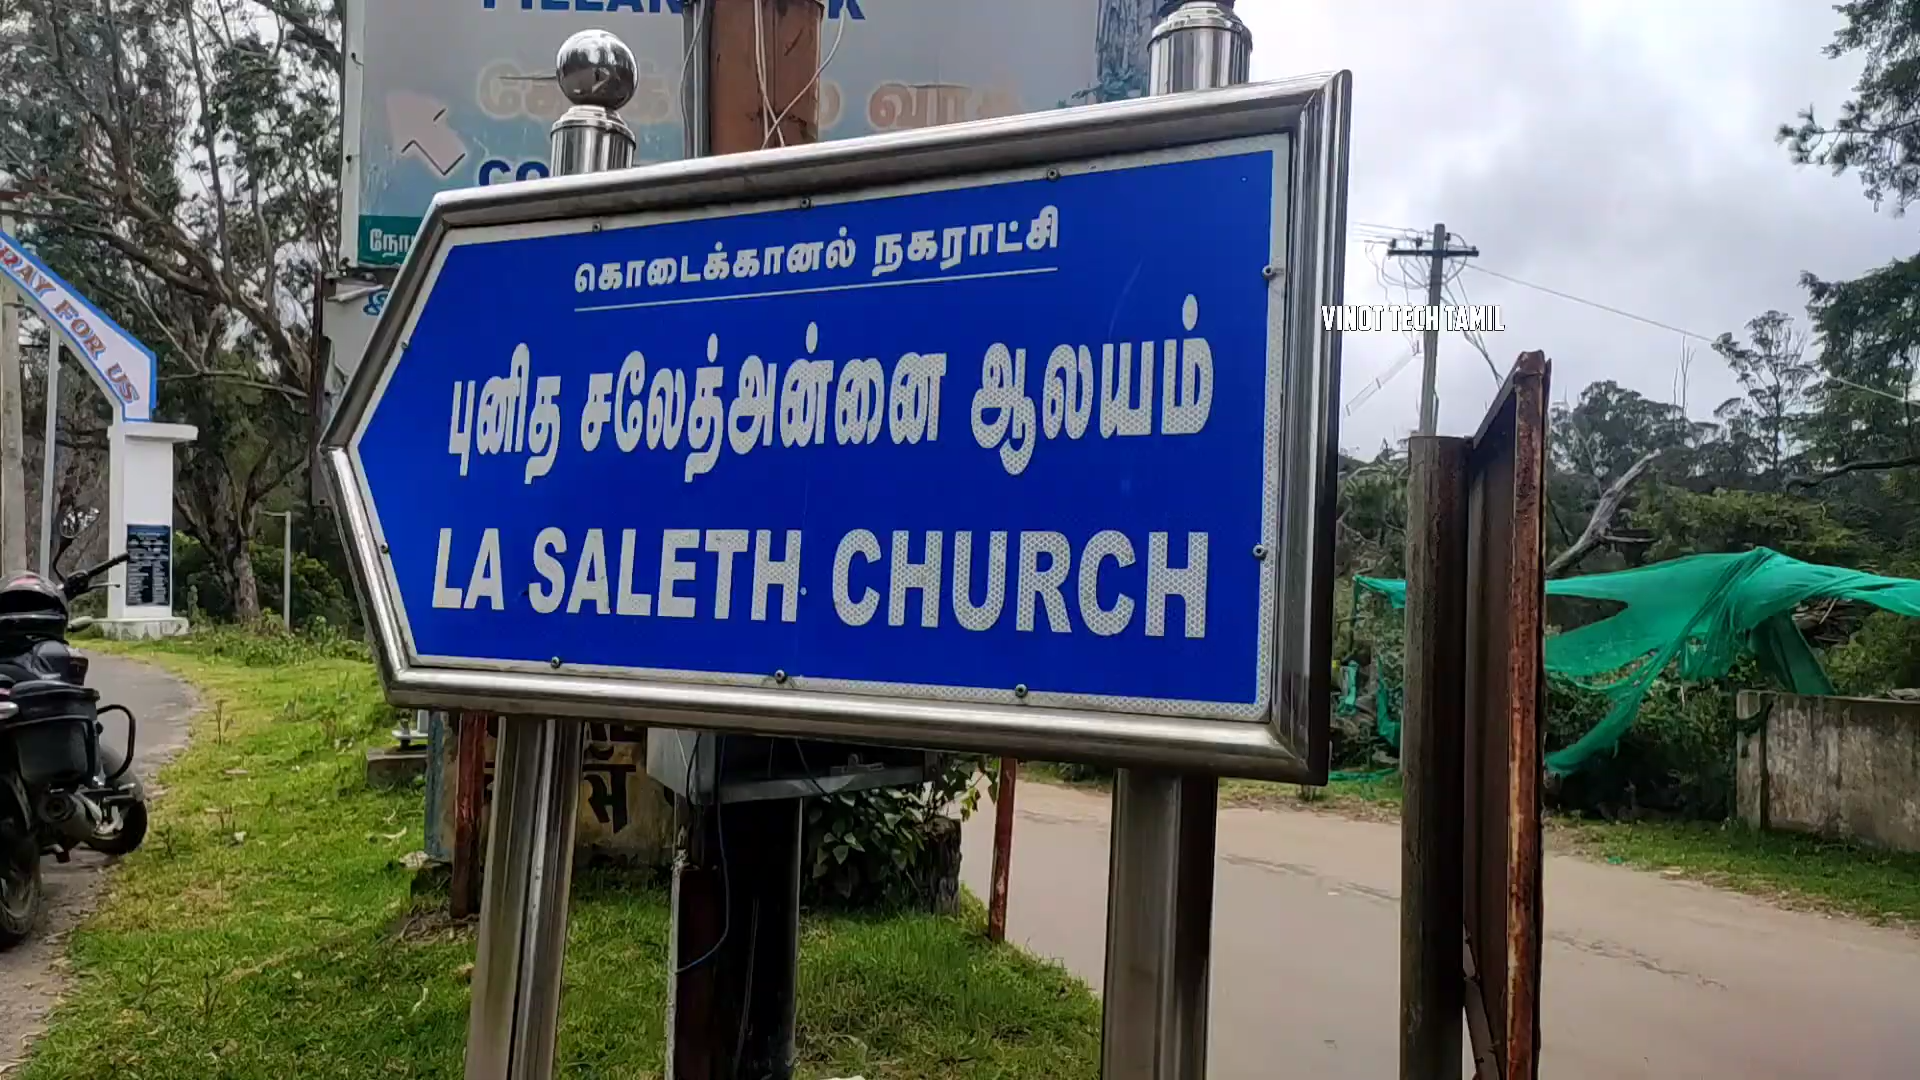 கொடைக்கானல் நகராட்சி
புனித சலேத்அன்னை ஆலயம்
LA SALETH CHURCH
PRAY FOR US
VINOT TECH TAMIL